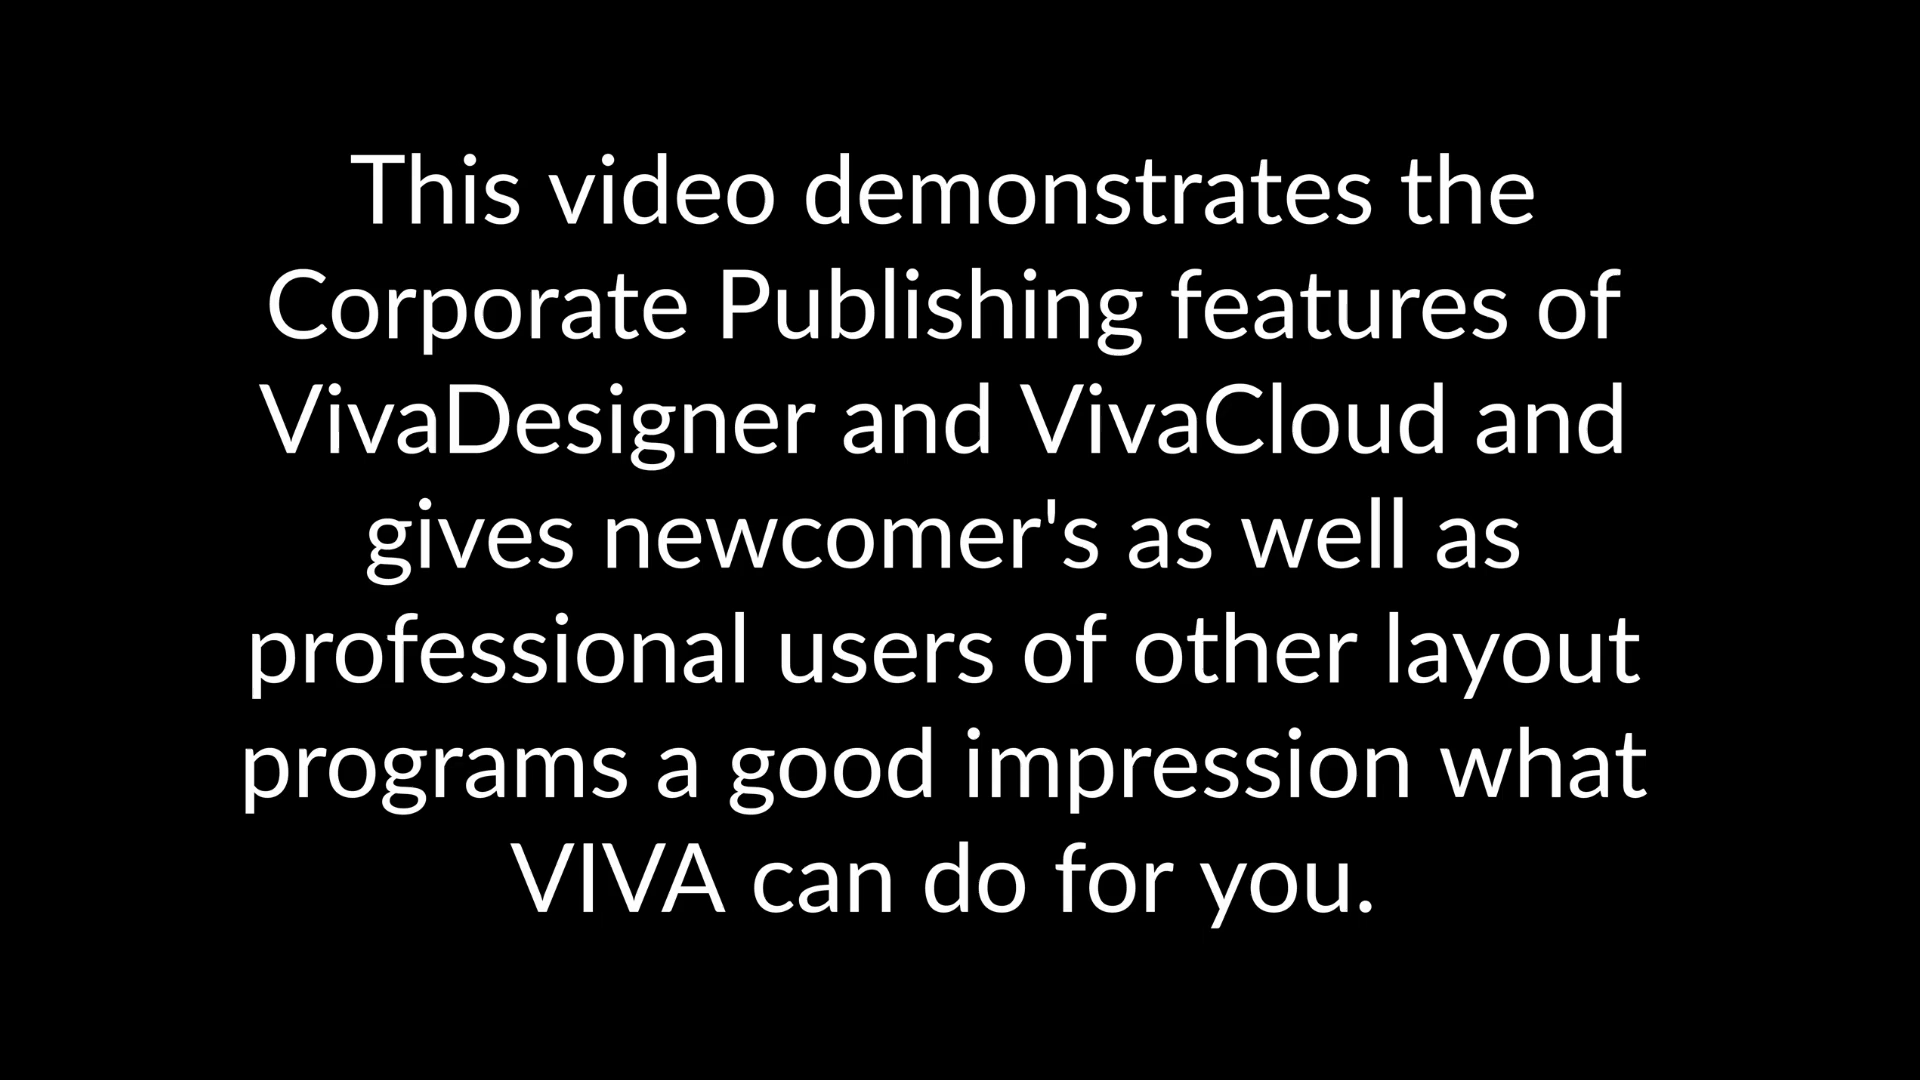 This video demonstrates the
Corporate Publishing features of
VivaDesigner and VivaCloud and
gives newcomer's as well as
professional users of other layout
programs a good impression what
VIVA can do for you.